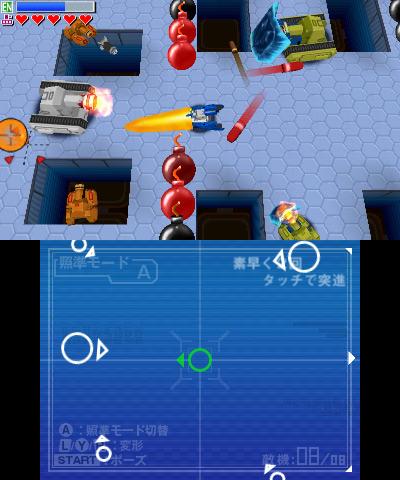 EN
照準モード
A
素早く2回
タッチで突進
A:照準モード切替
L/Y/  :変形
START:ポーズ
敵機:08/08